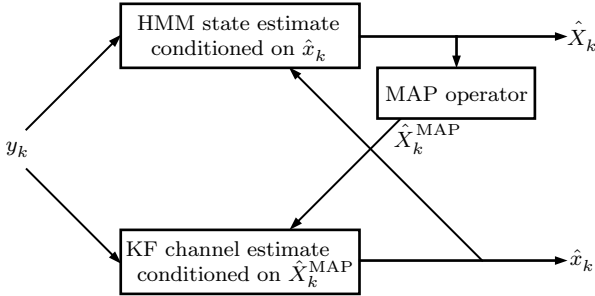 HMM state estimate
conditioned on x̂_k
X̂_k
MAP operator
X̂_k^MAP
y_k
KF channel estimate
conditioned on X̂_k^MAP
x̂_k